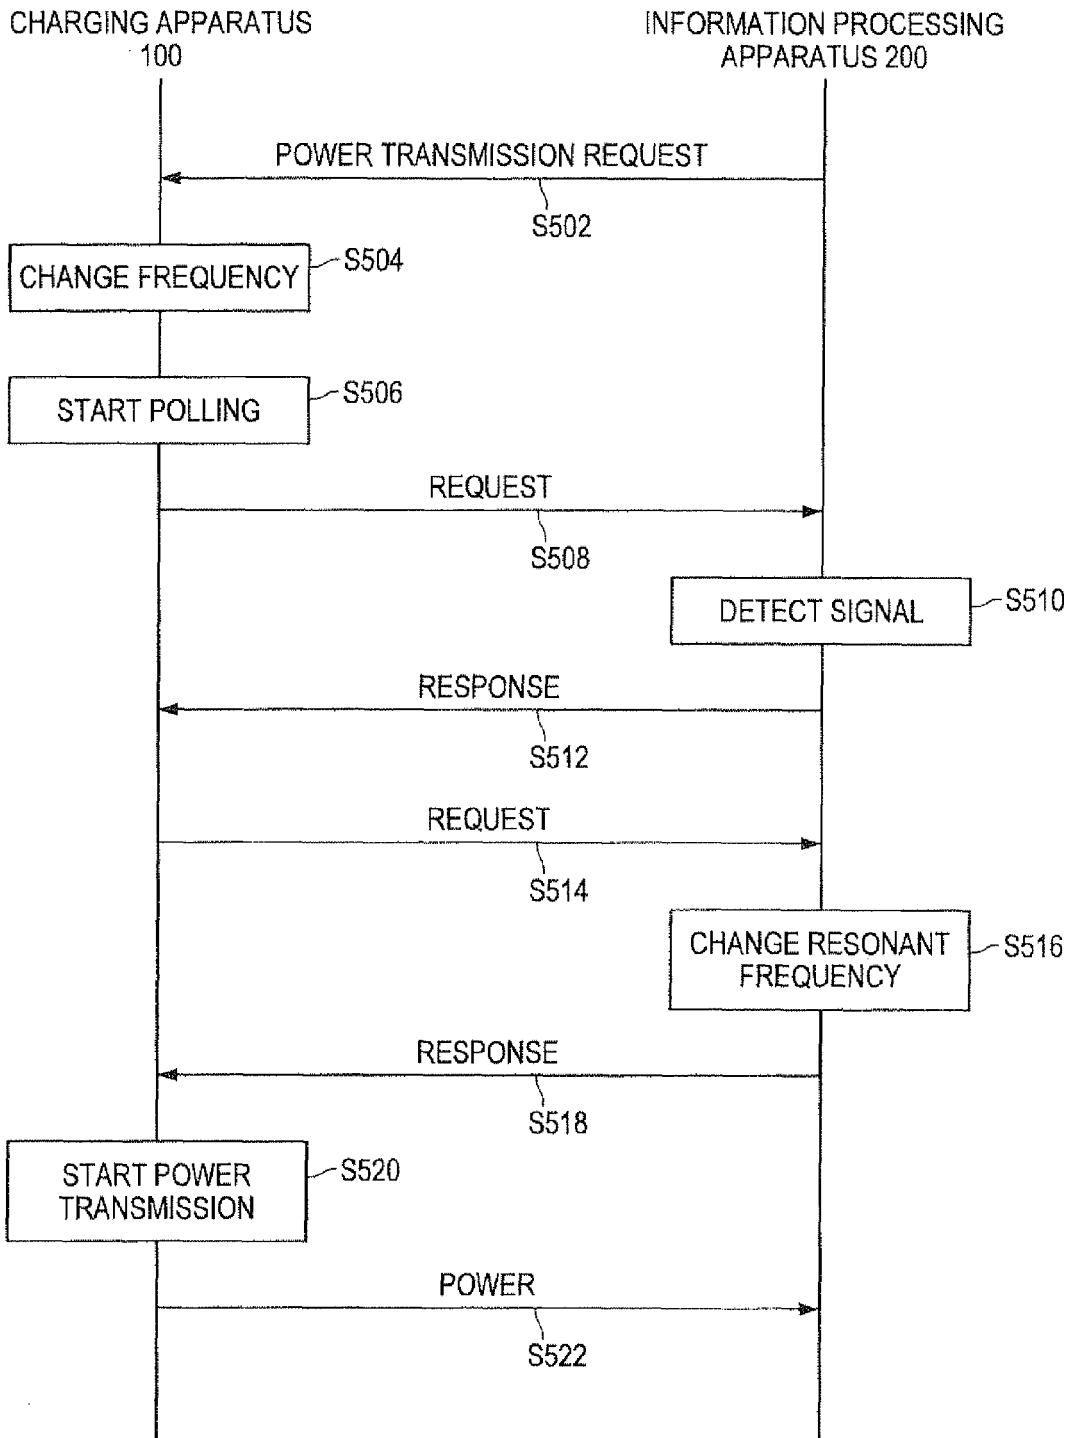 CHARGING APPARATUS
100
INFORMATION PROCESSING
APPARATUS 200
POWER TRANSMISSION REQUEST
S502
CHANGE FREQUENCY
S504
START POLLING
S506
REQUEST
S508
DETECT SIGNAL
S510
RESPONSE
S512
REQUEST
S514
CHANGE RESONANT
FREQUENCY
S516
RESPONSE
S518
START POWER
TRANSMISSION
S520
POWER
S522